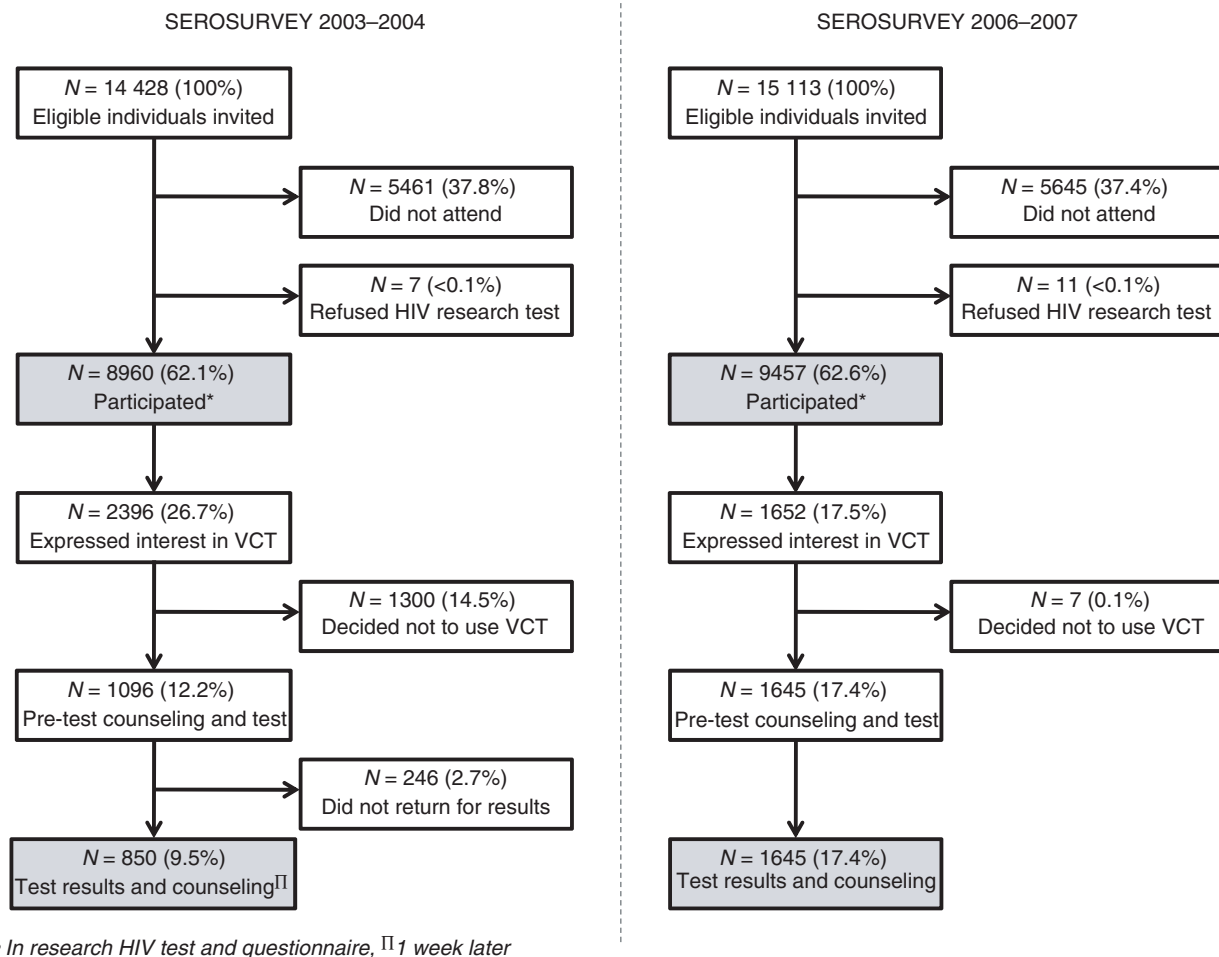 SEROSURVEY 2003–2004
N = 14 428 (100%)
Eligible individuals invited
N = 5461 (37.8%)
Did not attend
N = 7 (<0.1%)
Refused HIV research test
N = 8960 (62.1%)
Participated*
N = 2396 (26.7%)
Expressed interest in VCT
N = 1300 (14.5%)
Decided not to use VCT
N = 1096 (12.2%)
Pre-test counseling and test
N = 246 (2.7%)
Did not return for results
N = 850 (9.5%)
Test results and counseling∏
SEROSURVEY 2006–2007
N = 15 113 (100%)
Eligible individuals invited
N = 5645 (37.4%)
Did not attend
N = 11 (<0.1%)
Refused HIV research test
N = 9457 (62.6%)
Participated*
N = 1652 (17.5%)
Expressed interest in VCT
N = 7 (0.1%)
Decided not to use VCT
N = 1645 (17.4%)
Pre-test counseling and test
N = 1645 (17.4%)
Test results and counseling
In research HIV test and questionnaire, ∏1 week later